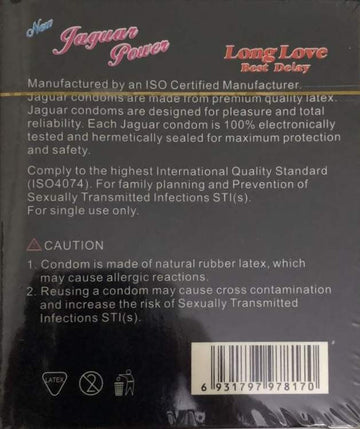 New
Jaguar
Power
Long Love
Best Delay
Manufactured by an ISO Certified Manufacturer.
Jaguar condoms are made from premium quality latex.
Jaguar condoms are designed for pleasure and total
reliability. Each Jaguar condom is 100% electronically
tested and hermetically sealed for maximum protection
and safety.
Comply to the highest International Quality Standard
(ISO4074). For family planning and Prevention of
Sexually Transmitted Infections STI(s).
For single use only.
CAUTION
1. Condom is made of natural rubber latex, which
may cause allergic reactions.
2. Reusing a condom may cause cross contamination
and increase the risk of Sexually Transmitted
Infections STI(s).
LATEX
2
6 931797 978170